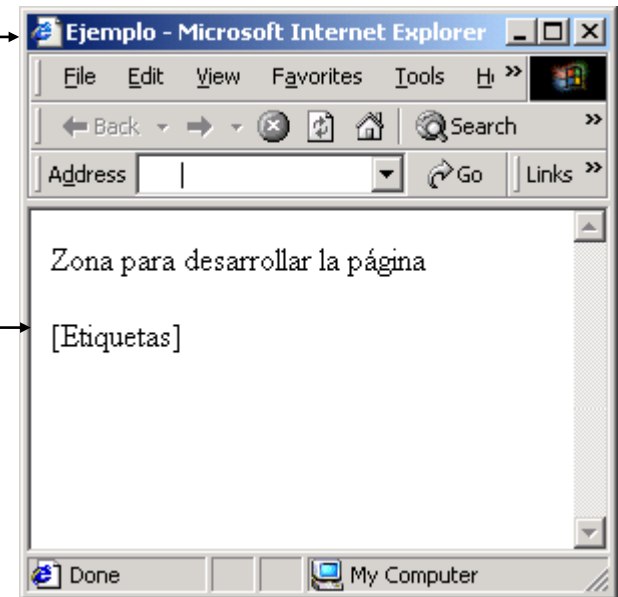 Ejemplo - Microsoft Internet Explorer
File Edit View Favorites Tools H »
Back Search »
Address Go Links »
Zona para desarrollar la página
[Etiquetas]
Done My Computer